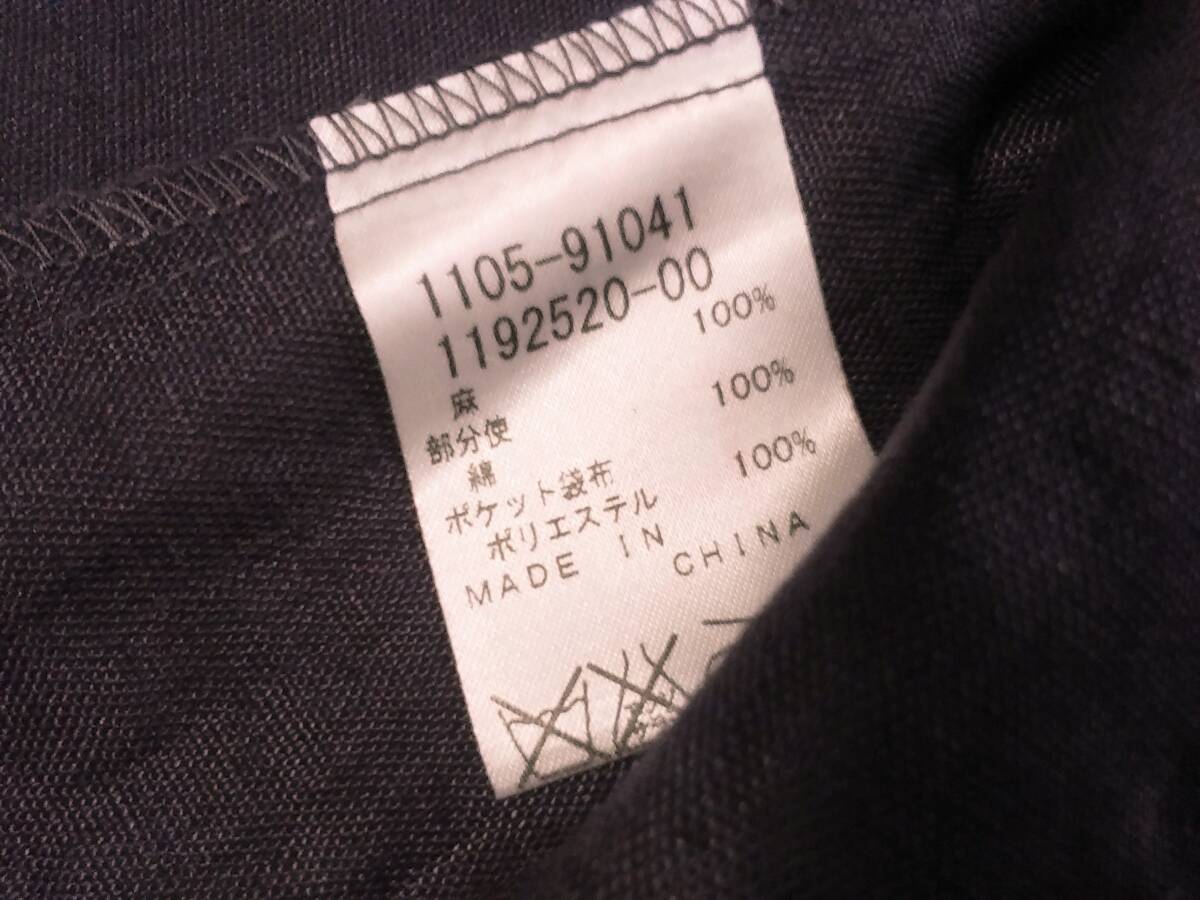 1105-91041
1192520-00
麻 100%
部分使
綿 100%
ポケット袋布
ポリエステル 100%
MADE IN CHINA